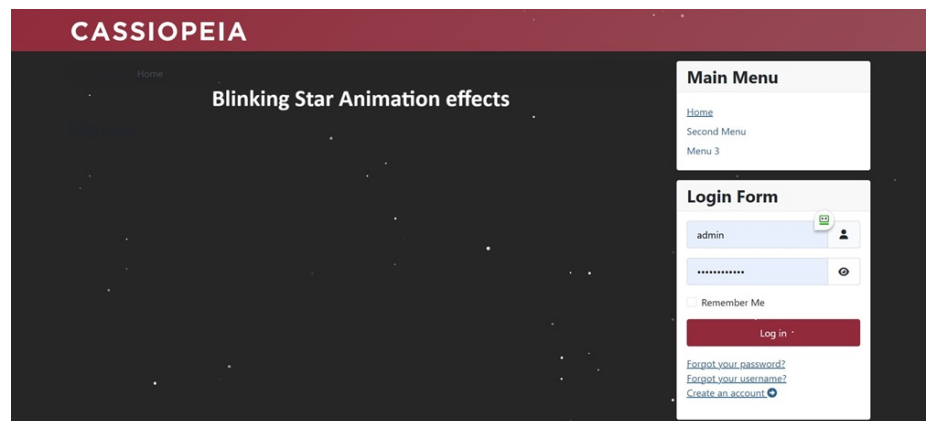 CASSIOPEIA
Home
Blinking Star Animation effects
Main Menu
Home
Second Menu
Menu 3
Login Form
admin
Remember Me
Log in
Forgot your password?
Forgot your username?
Create an account